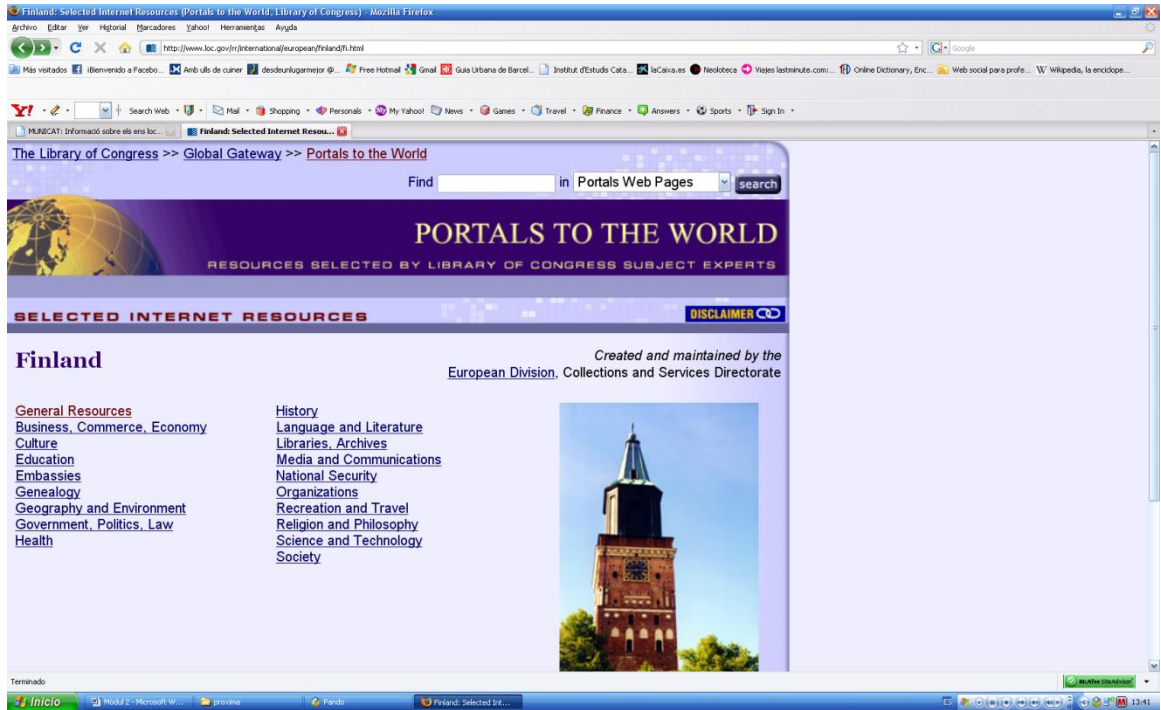 Finland: Selected Internet Resources (Portals to the World, Library of Congress) - Mozilla Firefox
Archivo Editar Ver Historial Marcadores Yahoo! Herramientas Ayuda
http://www.loc.gov/rr/international/european/finland/fi.html
Google
Más visitados ¡Bienvenido a Facebo... Amb ulls de cuiner desdeunlugarmejor @... Free Hotmail Gmail Guia Urbana de Barcel... Institut d'Estudis Cata... laCaixa.es Neoloteca Viajes lastminute.com:... Online Dictionary, Enc... Web social para profe... Wikipedia, la enciclope...
Y! Search Web Mail Shopping Personals My Yahoo! News Games Travel Finance Answers Sports Sign In
MUNICAT: Informació sobre els ens loc... Finland: Selected Internet Resou...
The Library of Congress >> Global Gateway >> Portals to the World
Find in Portals Web Pages search
PORTALS TO THE WORLD
RESOURCES SELECTED BY LIBRARY OF CONGRESS SUBJECT EXPERTS
SELECTED INTERNET RESOURCES DISCLAIMER
Finland
Created and maintained by the
European Division, Collections and Services Directorate
General Resources
Business, Commerce, Economy
Culture
Education
Embassies
Genealogy
Geography and Environment
Government, Politics, Law
Health
History
Language and Literature
Libraries, Archives
Media and Communications
National Security
Organizations
Recreation and Travel
Religion and Philosophy
Science and Technology
Society
Terminado
McAfee SiteAdvisor
Inicio Mòdul 2 - Microsoft W... proxima Pando Finland: Selected Int... ES 13:41